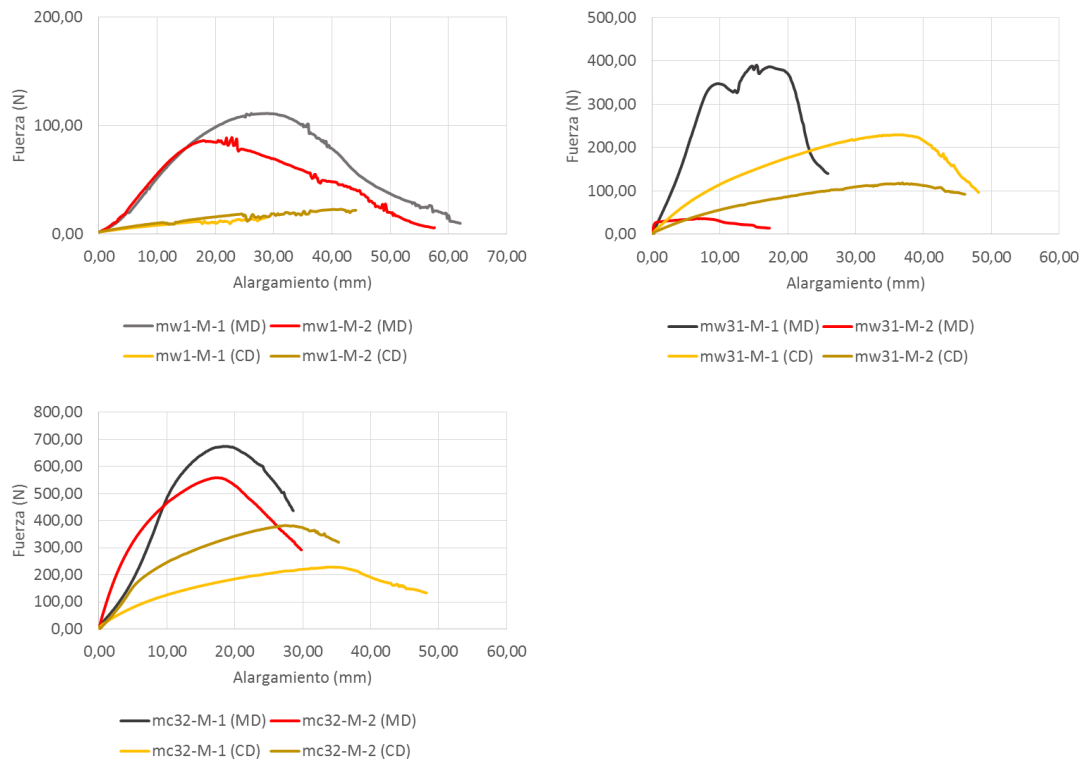 200,00
100,00
0,00
Fuerza (N)
0,00 10,00 20,00 30,00 40,00 50,00 60,00 70,00
Alargamiento (mm)
mw1-M-1 (MD) mw1-M-2 (MD)
mw1-M-1 (CD) mw1-M-2 (CD)
500,00
400,00
300,00
200,00
100,00
0,00
Fuerza (N)
0,00 10,00 20,00 30,00 40,00 50,00 60,00
Alargamiento (mm)
mw31-M-1 (MD) mw31-M-2 (MD)
mw31-M-1 (CD) mw31-M-2 (CD)
800,00
700,00
600,00
500,00
400,00
300,00
200,00
100,00
0,00
Fuerza (N)
0,00 10,00 20,00 30,00 40,00 50,00 60,00
Alargamiento (mm)
mc32-M-1 (MD) mc32-M-2 (MD)
mc32-M-1 (CD) mc32-M-2 (CD)